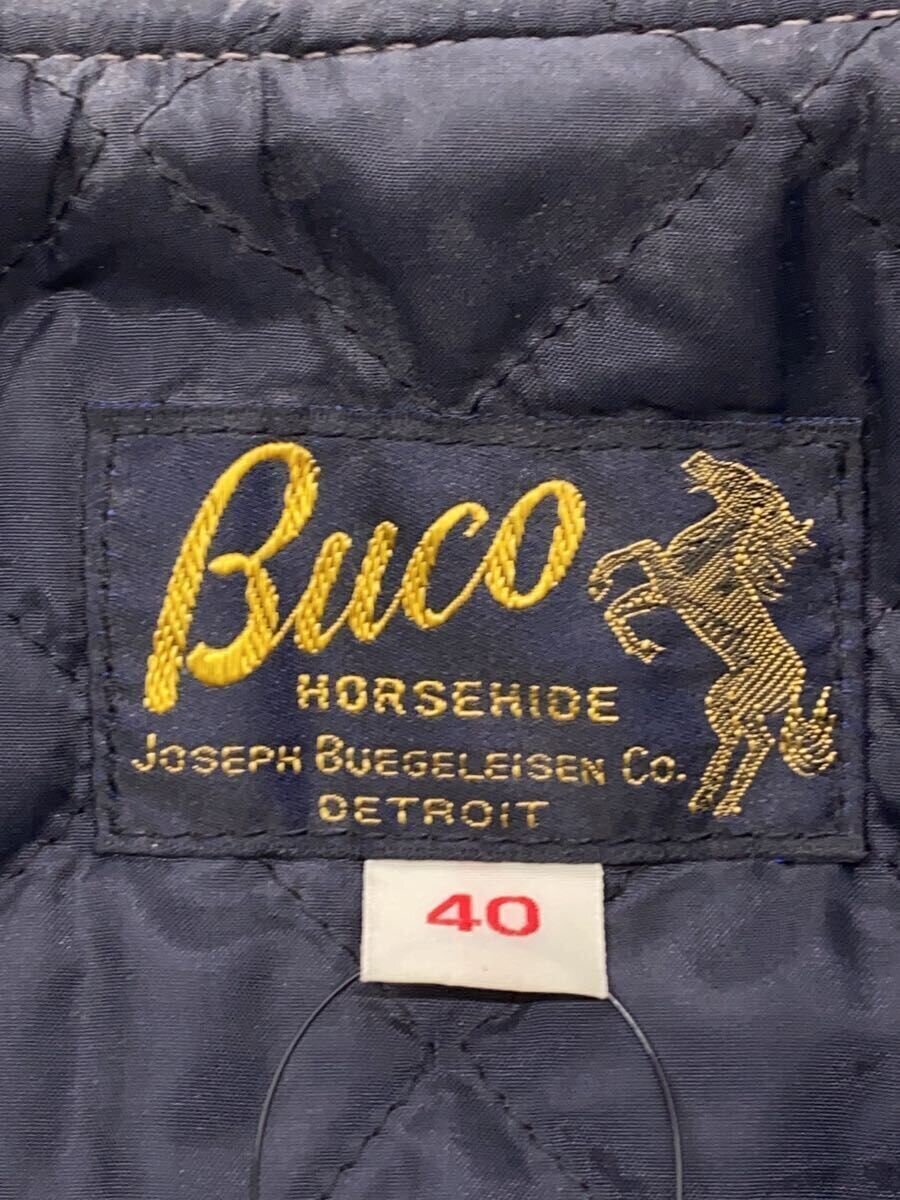 Buco
HORSEHIDE
JOSEPH BUEGELEISEN CO.
DETROIT
40